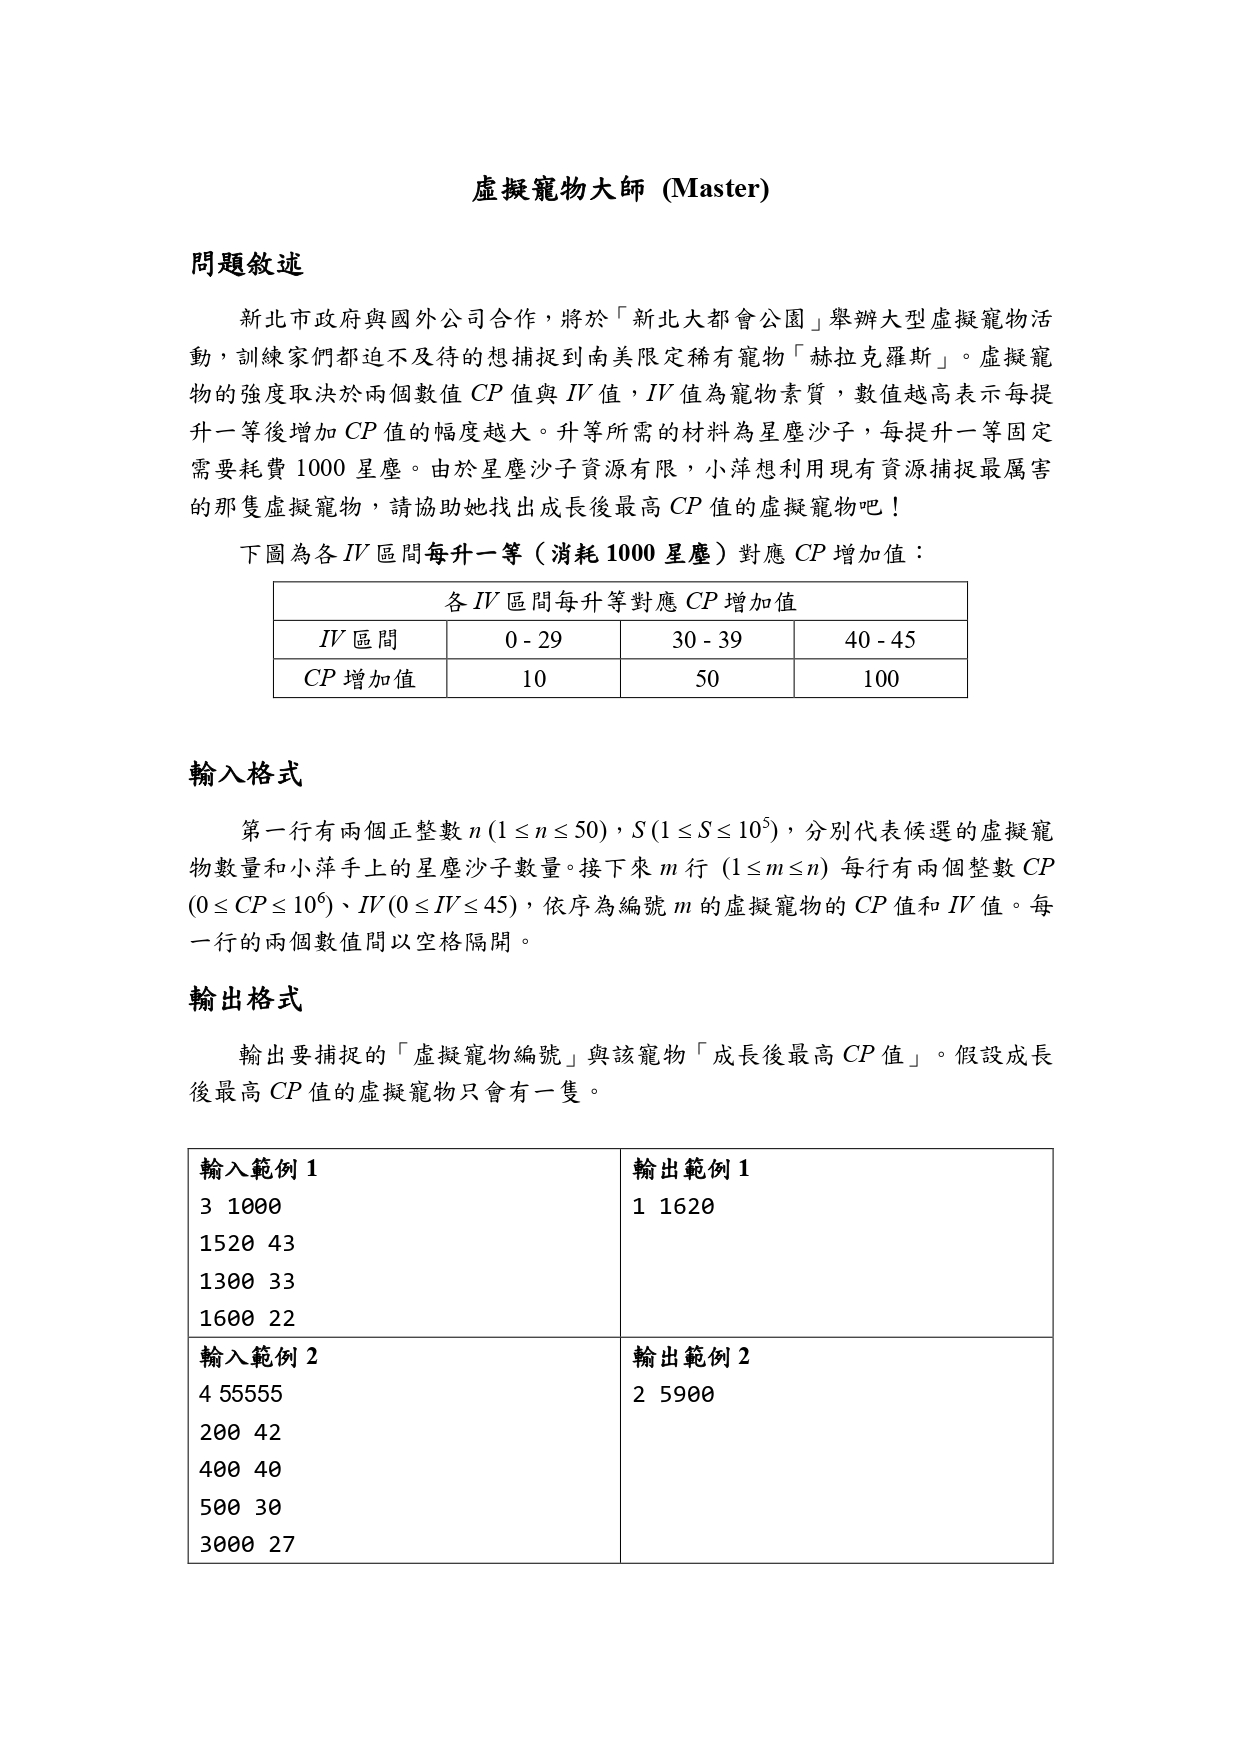 虛擬寵物大師 (Master)
問題敘述
新北市政府與國外公司合作，將於「新北大都會公園」舉辦大型虛擬寵物活
動，訓練家們都迫不及待的想捕捉到南美限定稀有寵物「赫拉克羅斯」。虛擬寵
物的強度取決於兩個數值 CP 值與 IV 值，IV 值為寵物素質，數值越高表示每提
升一等後增加 CP 值的幅度越大。升等所需的材料為星塵沙子，每提升一等固定
需要耗費 1000 星塵。由於星塵沙子資源有限，小萍想利用現有資源捕捉最厲害
的那隻虛擬寵物，請協助她找出成長後最高 CP 值的虛擬寵物吧！
下圖為各 IV 區間每升一等（消耗 1000 星塵）對應 CP 增加值：
各 IV 區間每升等對應 CP 增加值
IV 區間 0 - 29 30 - 39 40 - 45
CP 增加值 10 50 100
輸入格式
第一行有兩個正整數 n (1 ≤ n ≤ 50)，S (1 ≤ S ≤ 10⁵)，分別代表候選的虛擬寵
物數量和小萍手上的星塵沙子數量。接下來 m 行 (1 ≤ m ≤ n) 每行有兩個整數 CP
(0 ≤ CP ≤ 10⁶)、IV (0 ≤ IV ≤ 45)，依序為編號 m 的虛擬寵物的 CP 值和 IV 值。每
一行的兩個數值間以空格隔開。
輸出格式
輸出要捕捉的「虛擬寵物編號」與該寵物「成長後最高 CP 值」。假設成長
後最高 CP 值的虛擬寵物只會有一隻。
輸入範例 1
3 1000
1520 43
1300 33
1600 22
輸出範例 1
1 1620
輸入範例 2
4 55555
200 42
400 40
500 30
3000 27
輸出範例 2
2 5900